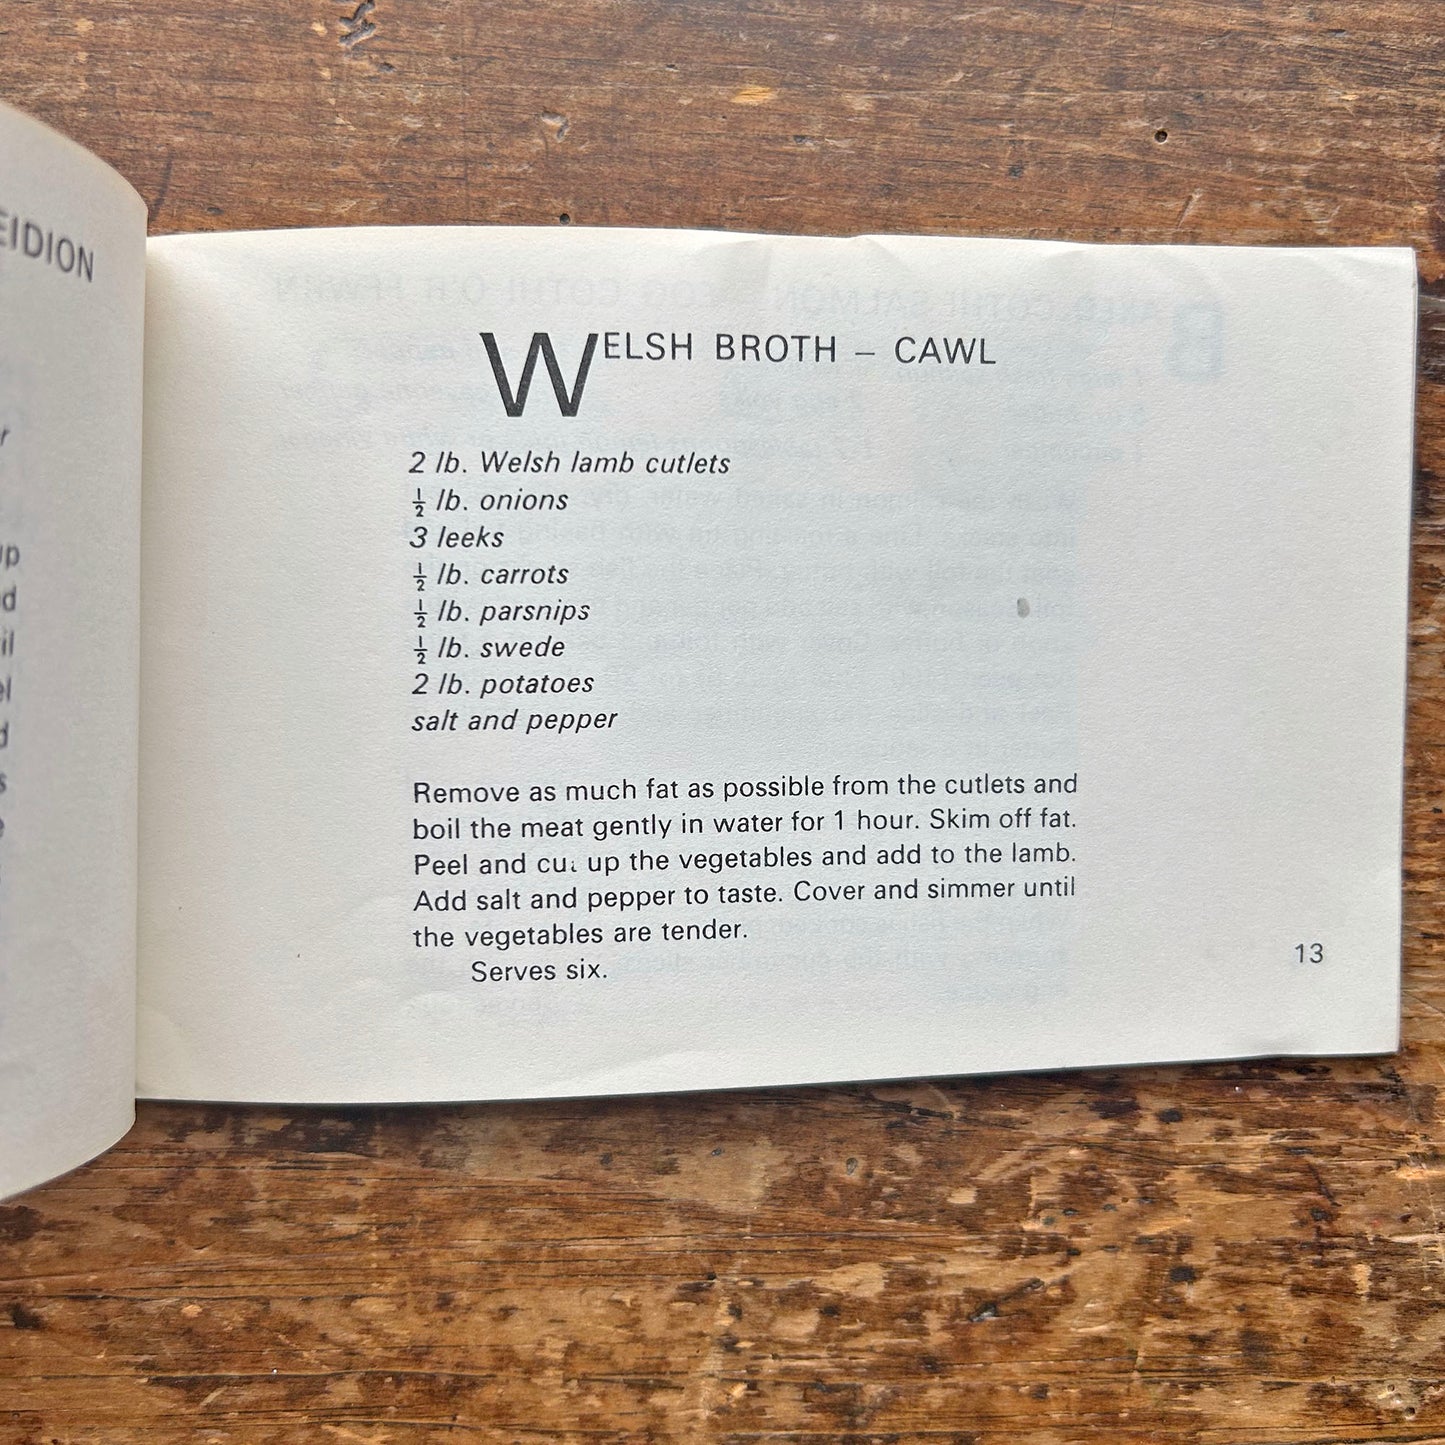 WELSH BROTH – CAWL
2 lb. Welsh lamb cutlets
½ lb. onions
3 leeks
½ lb. carrots
½ lb. parsnips
½ lb. swede
2 lb. potatoes
salt and pepper
Remove as much fat as possible from the cutlets and
boil the meat gently in water for 1 hour. Skim off fat.
Peel and cut up the vegetables and add to the lamb.
Add salt and pepper to taste. Cover and simmer until
the vegetables are tender.
Serves six.
13